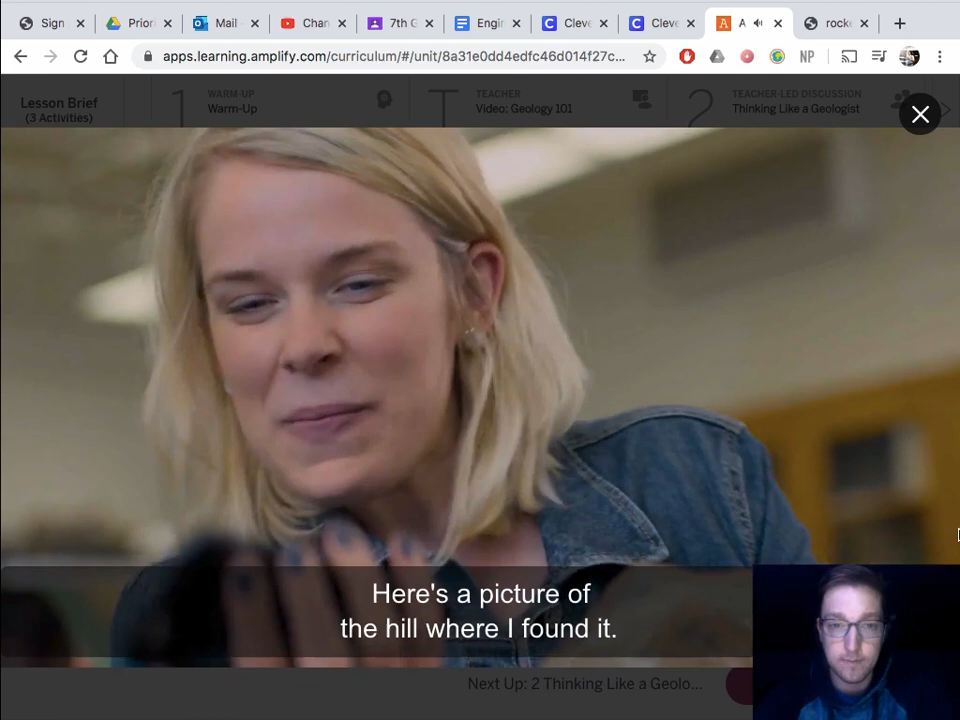 Sign
Prior
Mail -
Chan
7th G
Engin
Cleve
Cleve
A
rocke
apps.learning.amplify.com/curriculum/#/unit/8a31e0dd4edfc46d014f27c...
NP
Lesson Brief
(3 Activities)
1
WARM-UP
Warm-Up
T
TEACHER
Video: Geology 101
2
TEACHER-LED DISCUSSION
Thinking Like a Geologist
Here's a picture of
the hill where I found it.
Next Up: 2 Thinking Like a Geolo...